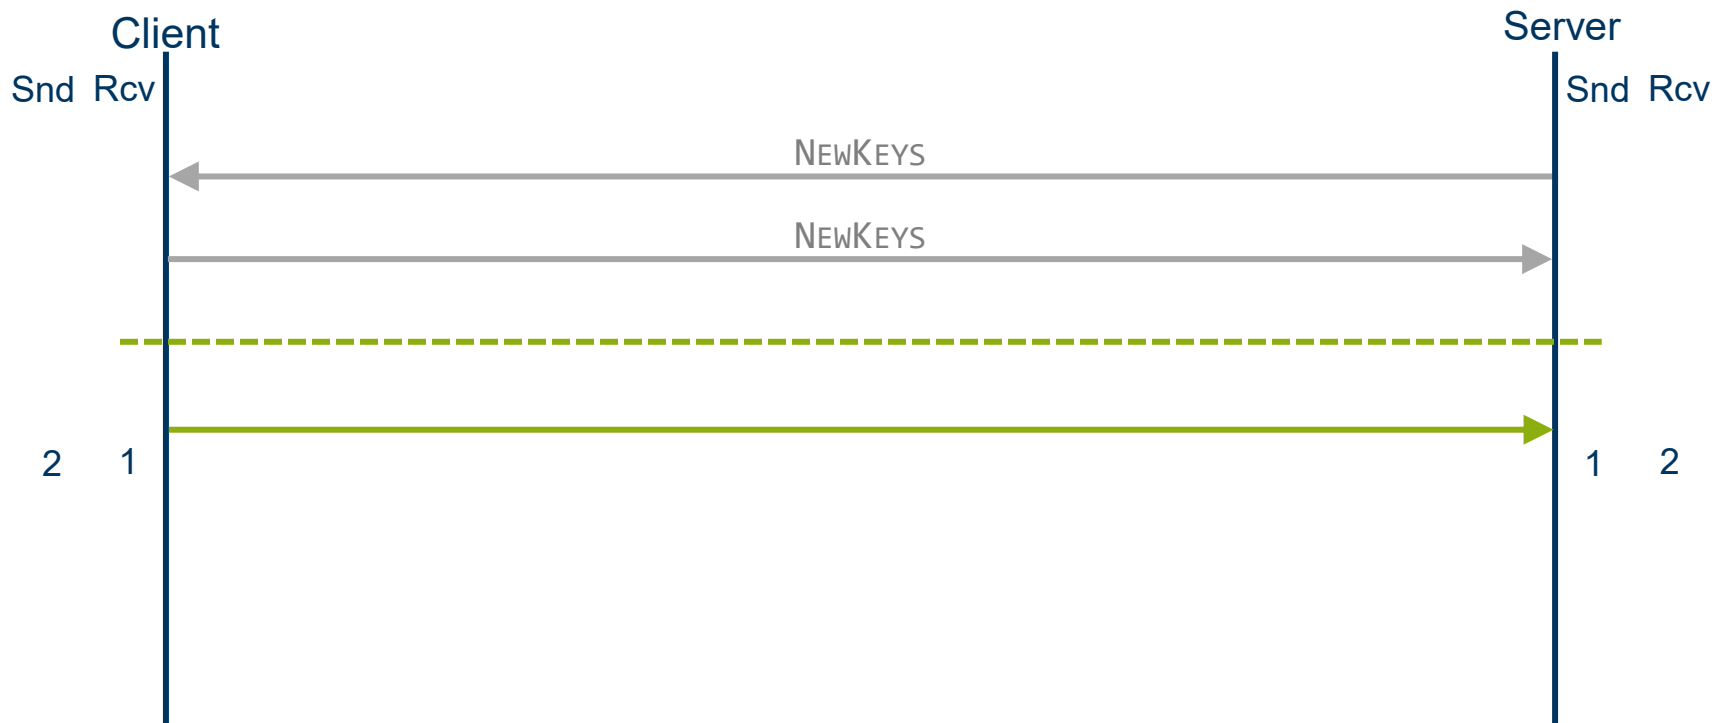 Client Server
Snd Rcv Snd Rcv
NEWKEYS
NEWKEYS
2 1 1 2